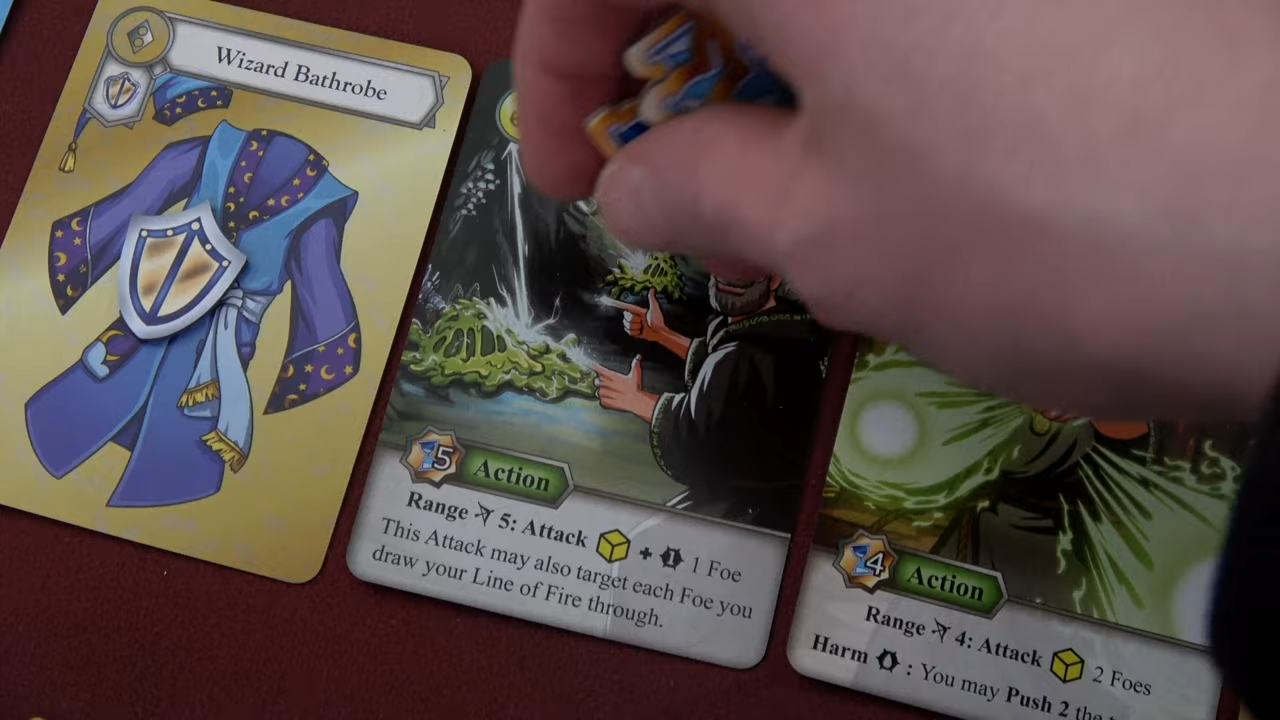 Wizard Bathrobe
5
Action
Range 5: Attack + 1 Foe
This Attack may also target each Foe you
draw your Line of Fire through.
4
Action
Range 4: Attack 2 Foes
Harm : You may Push 2 the